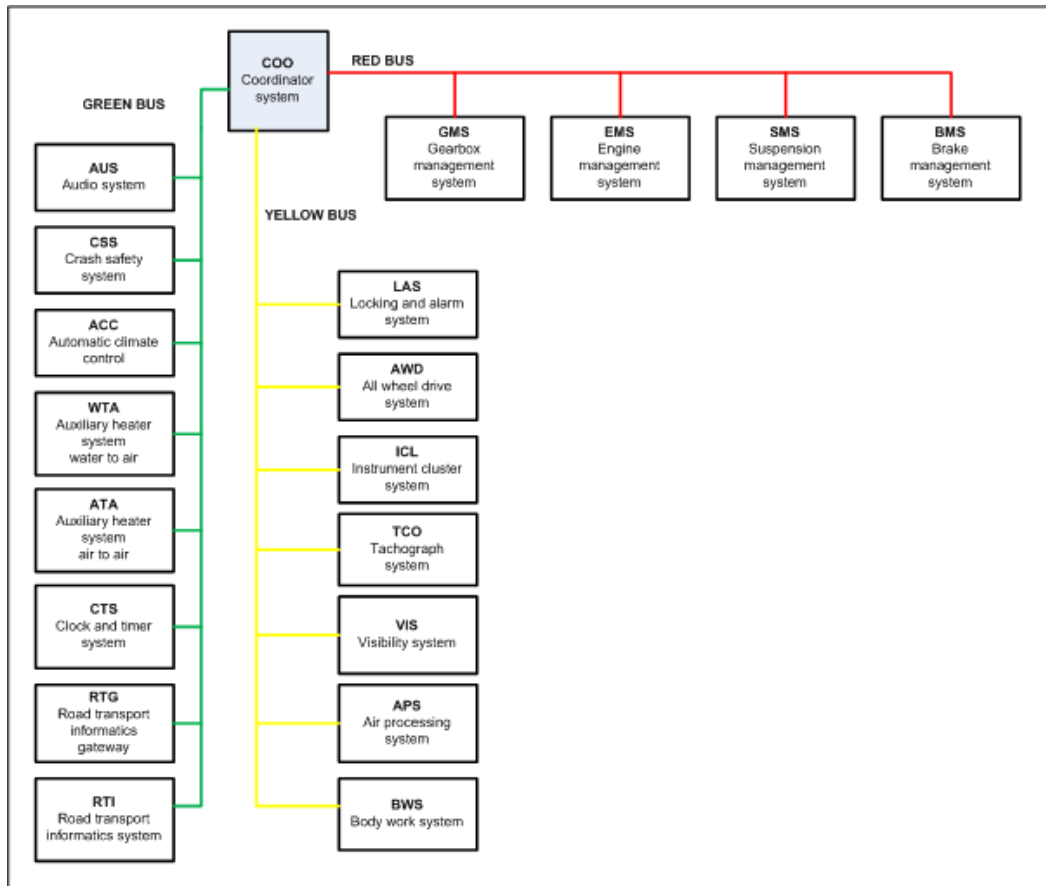 COO
Coordinator
system
RED BUS
GREEN BUS
GMS
Gearbox
management
system
EMS
Engine
management
system
SMS
Suspension
management
system
BMS
Brake
management
system
AUS
Audio system
YELLOW BUS
CSS
Crash safety
system
ACC
Automatic climate
control
WTA
Auxiliary heater
system
water to air
ATA
Auxiliary heater
system
air to air
CTS
Clock and timer
system
RTG
Road transport
informatics
gateway
RTI
Road transport
informatics system
LAS
Locking and alarm
system
AWD
All wheel drive
system
ICL
Instrument cluster
system
TCO
Tachograph
system
VIS
Visibility system
APS
Air processing
system
BWS
Body work system